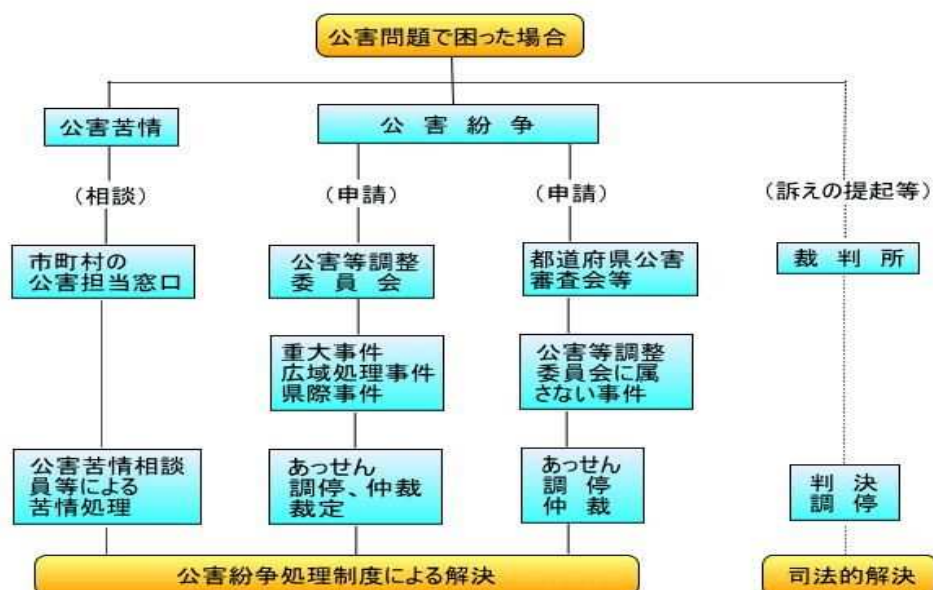 公害問題で困った場合
公害苦情
公害紛争
（相談）
（申請）
（申請）
（訴えの提起等）
市町村の
公害担当窓口
公害等調整
委員会
都道府県公害
審査会等
裁判所
重大事件
広域処理事件
県際事件
公害等調整
委員会に属
さない事件
公害苦情相談
員等による
苦情処理
あっせん
調停、仲裁
裁定
あっせん
調停
仲裁
判決
調停
公害紛争処理制度による解決
司法的解決